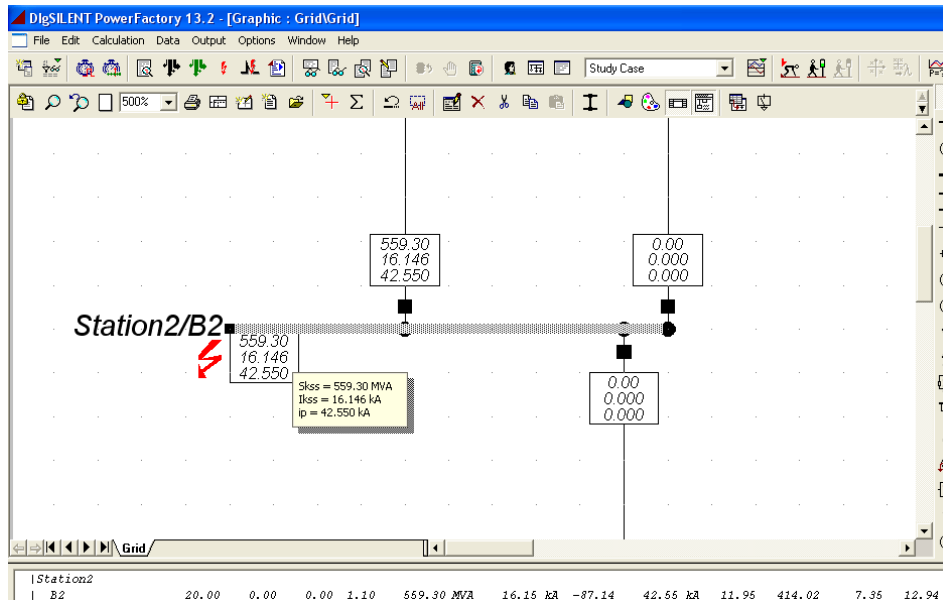 DIgSILENT PowerFactory 13.2 - [Graphic : Grid\Grid]
File Edit Calculation Data Output Options Window Help
Study Case
500%
559.30
16.146
42.550
0.00
0.000
0.000
Station2/B2
559.30
16.146
42.550
Skss = 559.30 MVA
Ikss = 16.146 kA
ip = 42.550 kA
0.00
0.000
0.000
Grid
|Station2
| B2 20.00 0.00 0.00 1.10 559.30 MVA 16.15 kA -87.14 42.55 kA 11.95 414.02 7.35 12.94